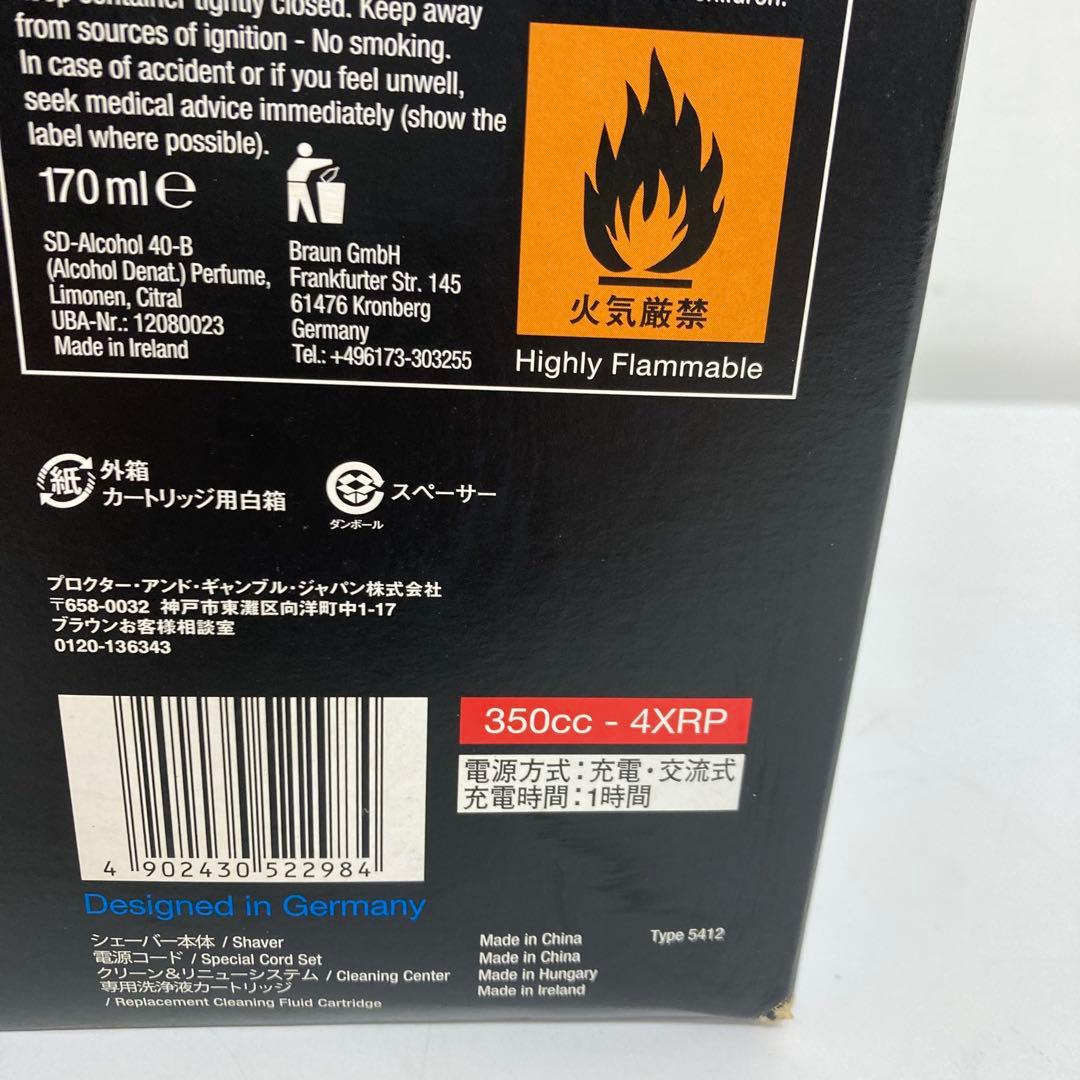 container tightly closed. Keep away
from sources of ignition - No smoking.
In case of accident or if you feel unwell,
seek medical advice immediately (show the
label where possible).
170 ml ℮
SD-Alcohol 40-B
(Alcohol Denat.) Perfume,
Limonen, Citral
UBA-Nr.: 12080023
Made in Ireland
Braun GmbH
Frankfurter Str. 145
61476 Kronberg
Germany
Tel.: +496173-303255
火気厳禁
Highly Flammable
紙 外箱
カートリッジ用白箱
ダンボール
スペーサー
プロクター・アンド・ギャンブル・ジャパン株式会社
〒658-0032 神戸市東灘区向洋町中1-17
ブラウンお客様相談室
0120-136343
4 902430 522984
350cc - 4XRP
電源方式:充電・交流式
充電時間:1時間
Designed in Germany
シェーバー本体 / Shaver Made in China
電源コード / Special Cord Set Made in China
クリーン&リニューシステム / Cleaning Center Made in Hungary
専用洗浄液カートリッジ Made in Ireland
/ Replacement Cleaning Fluid Cartridge
Type 5412